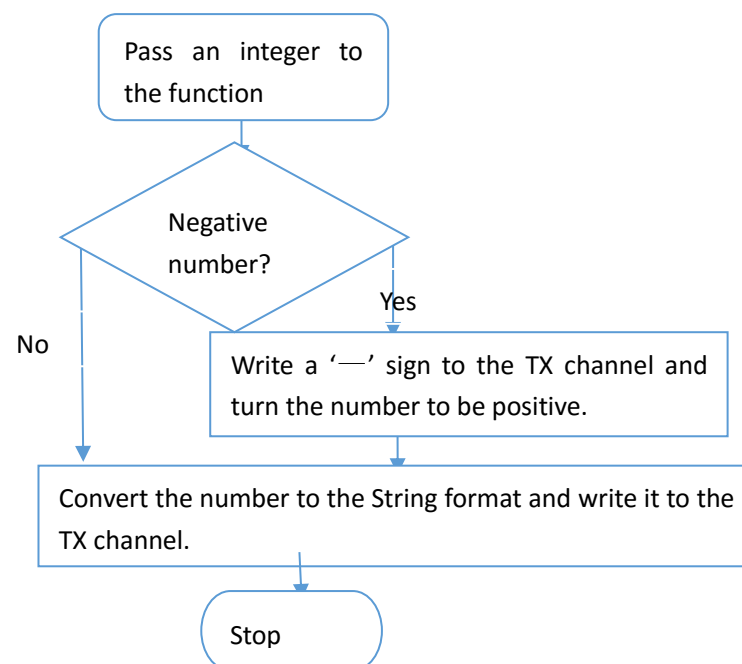 Pass an integer to
the function
Negative
number?
Yes
No
Write a ‘—’ sign to the TX channel and
turn the number to be positive.
Convert the number to the String format and write it to the
TX channel.
Stop